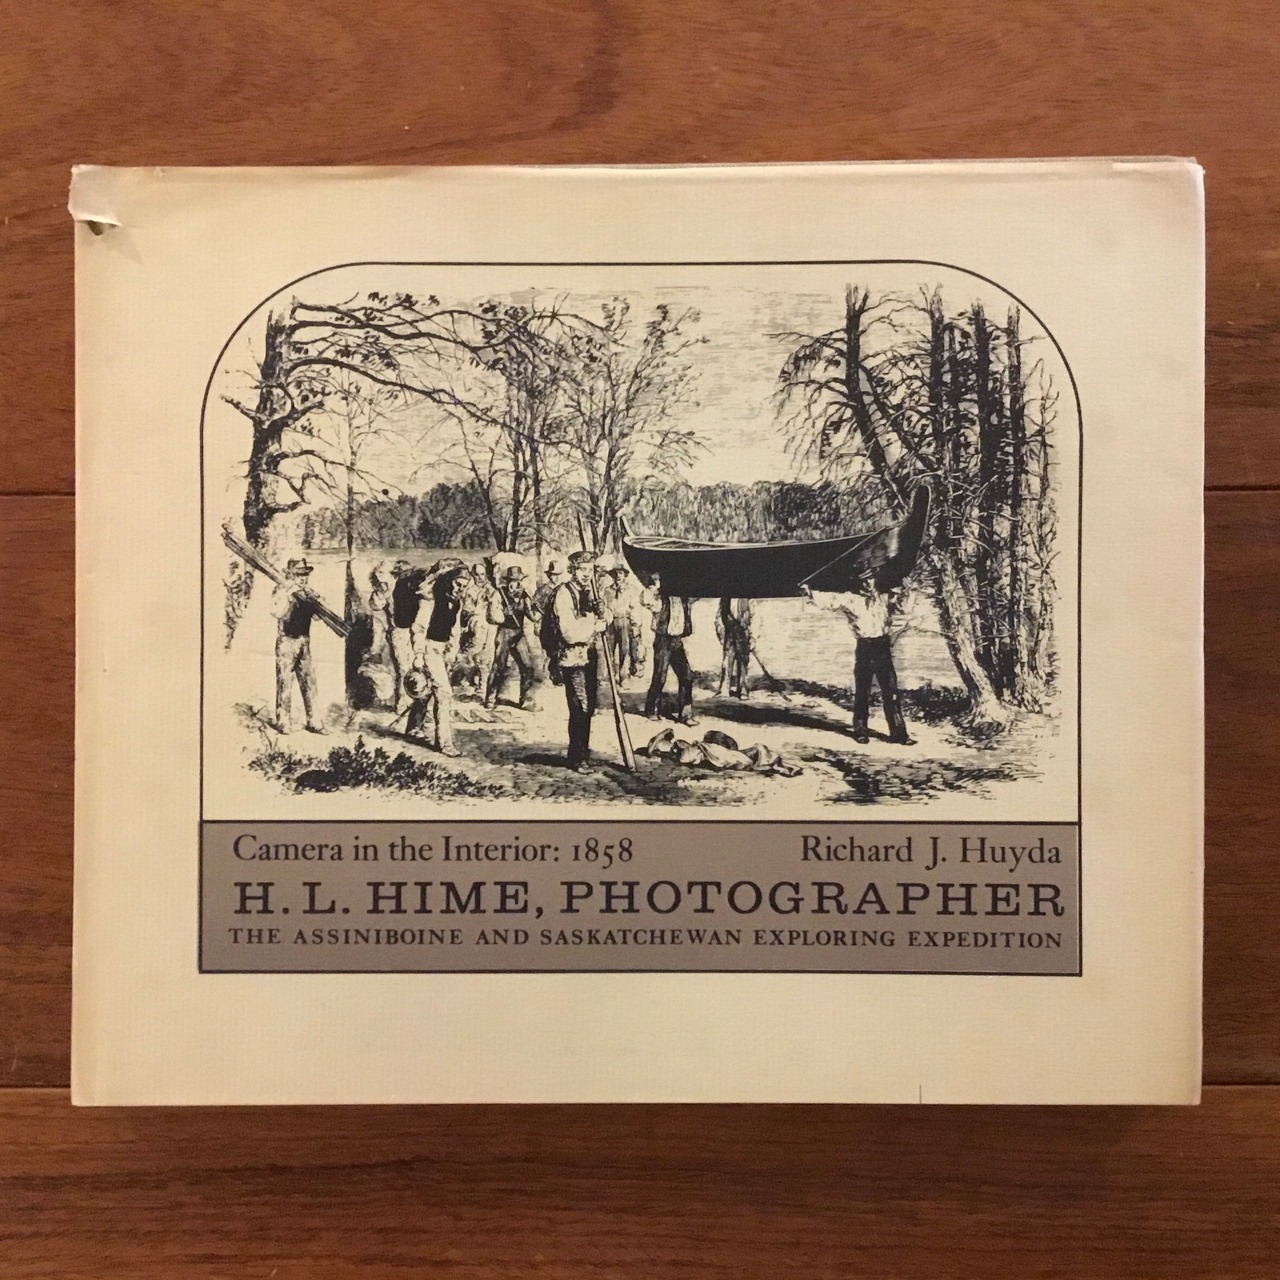 Camera in the Interior: 1858 Richard J. Huyda
H. L. HIME, PHOTOGRAPHER
THE ASSINIBOINE AND SASKATCHEWAN EXPLORING EXPEDITION